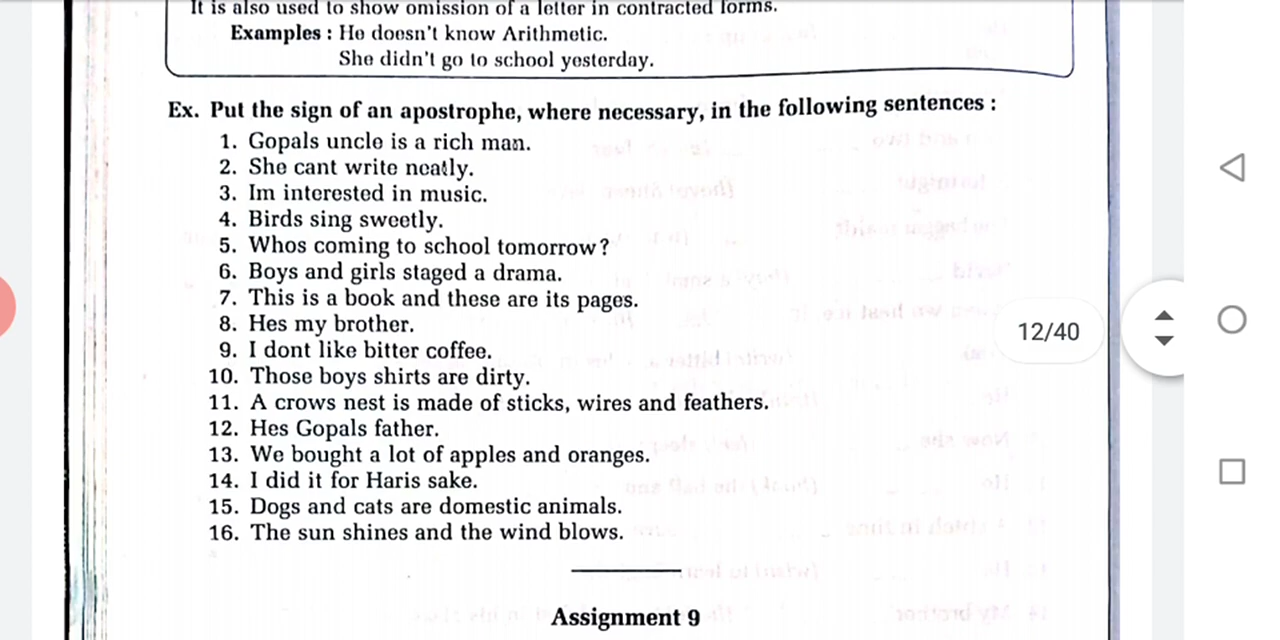 It is also used to show omission of a letter in contracted forms.
Examples : He doesn't know Arithmetic.
She didn't go to school yesterday.
Ex. Put the sign of an apostrophe, where necessary, in the following sentences :
1. Gopals uncle is a rich man.
2. She cant write neatly.
3. Im interested in music.
4. Birds sing sweetly.
5. Whos coming to school tomorrow?
6. Boys and girls staged a drama.
7. This is a book and these are its pages.
8. Hes my brother.
9. I dont like bitter coffee.
10. Those boys shirts are dirty.
11. A crows nest is made of sticks, wires and feathers.
12. Hes Gopals father.
13. We bought a lot of apples and oranges.
14. I did it for Haris sake.
15. Dogs and cats are domestic animals.
16. The sun shines and the wind blows.
12/40
Assignment 9